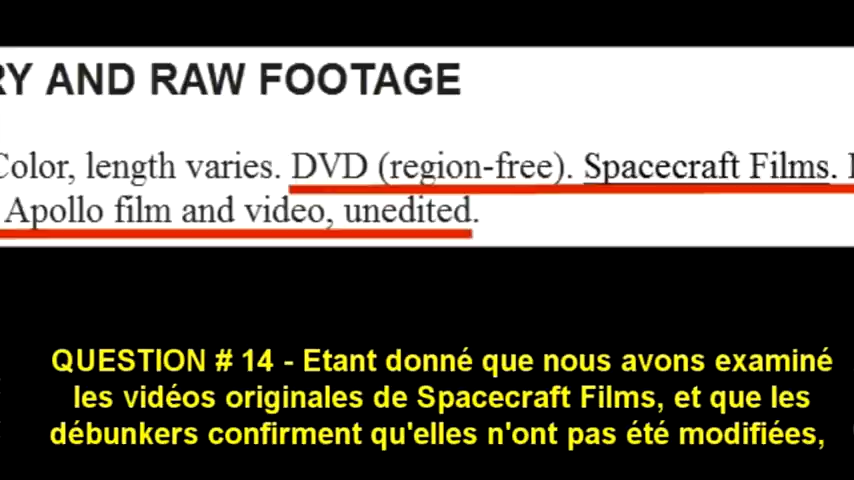 RY AND RAW FOOTAGE
Color, length varies. DVD (region-free). Spacecraft Films.
Apollo film and video, unedited.
QUESTION # 14 - Etant donné que nous avons examiné
les vidéos originales de Spacecraft Films, et que les
débunkers confirment qu'elles n'ont pas été modifiées,